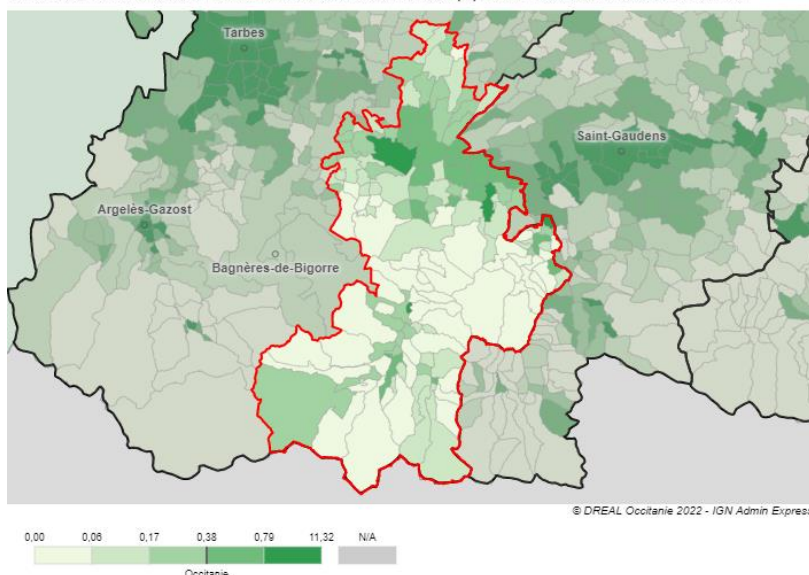 Tarbes
Saint-Gaudens
Argelès-Gazost
Bagnères-de-Bigorre
© DREAL Occitanie 2022 - IGN Admin Express
0,00 0,06 0,17 0,38 0,79 11,32 N/A
Occitanie